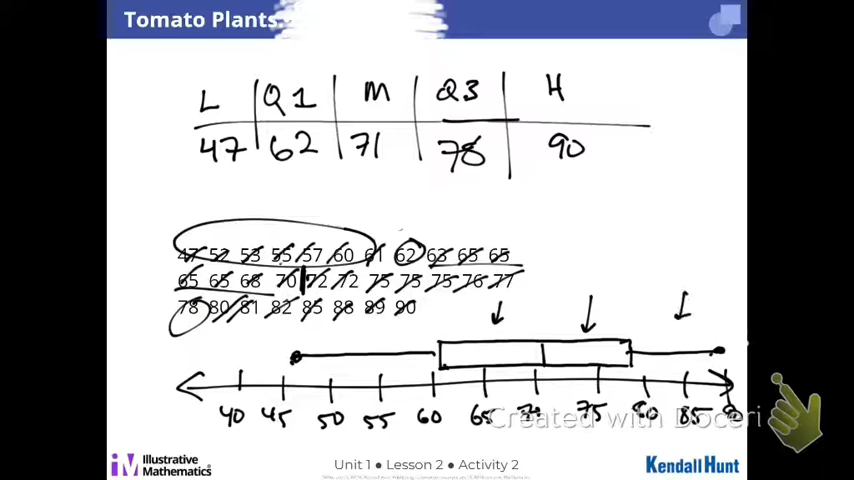 Tomato Plants
L Q1 M Q3 H
47 62 71 78 90
47 52 53 55 57 60 61 62 63 65 65
65 65 68 70 72 72 75 75 75 76 77
78 80 81 82 85 88 89 90
40 45 50 55 60 65 70 75 80 85 90
Created with Doceri
Illustrative Mathematics
Unit 1 • Lesson 2 • Activity 2
Kendall Hunt